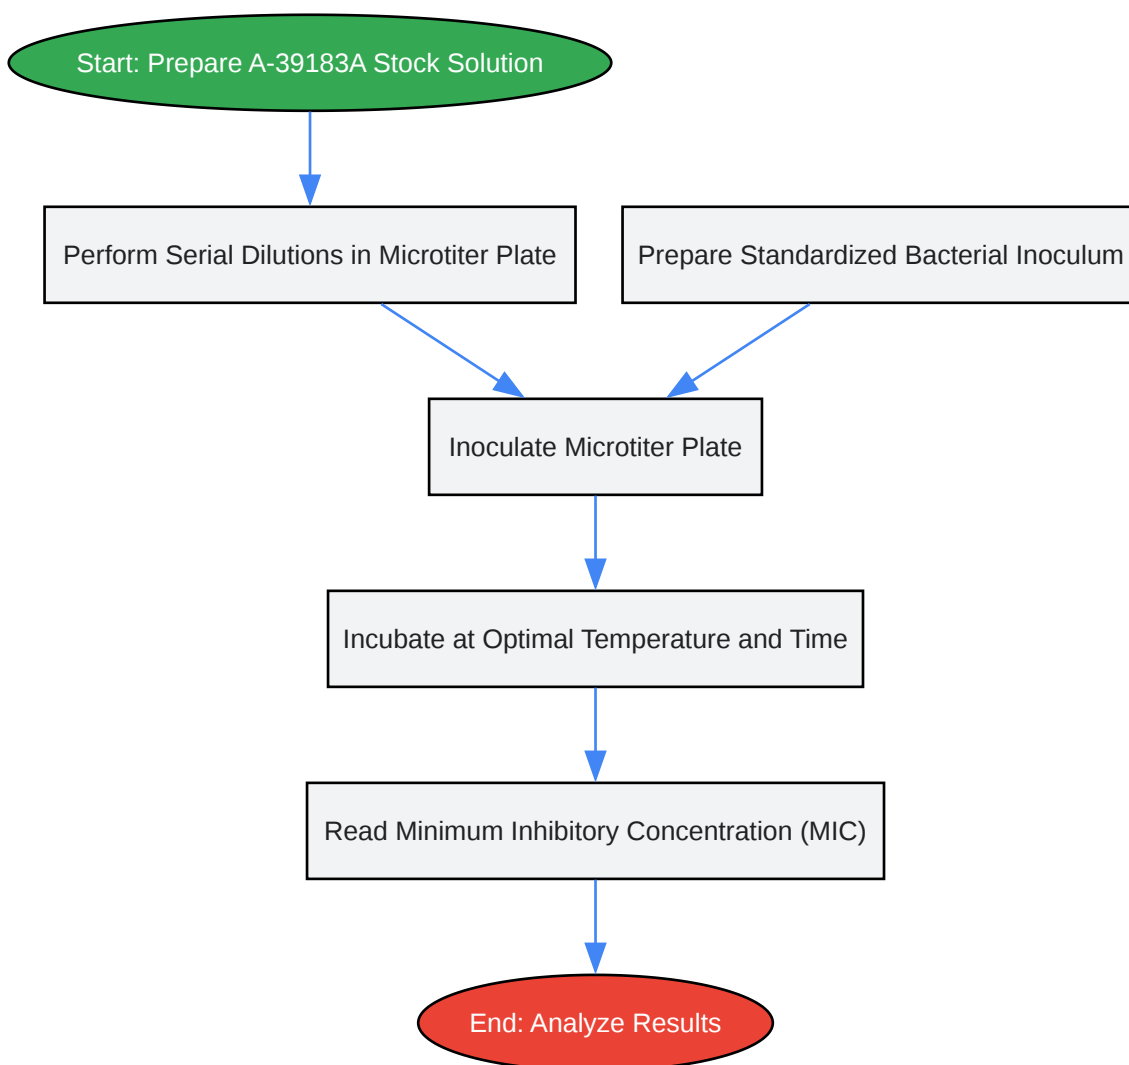 Start: Prepare A-39183A Stock Solution
Perform Serial Dilutions in Microtiter Plate
Prepare Standardized Bacterial Inoculum
Inoculate Microtiter Plate
Incubate at Optimal Temperature and Time
Read Minimum Inhibitory Concentration (MIC)
End: Analyze Results